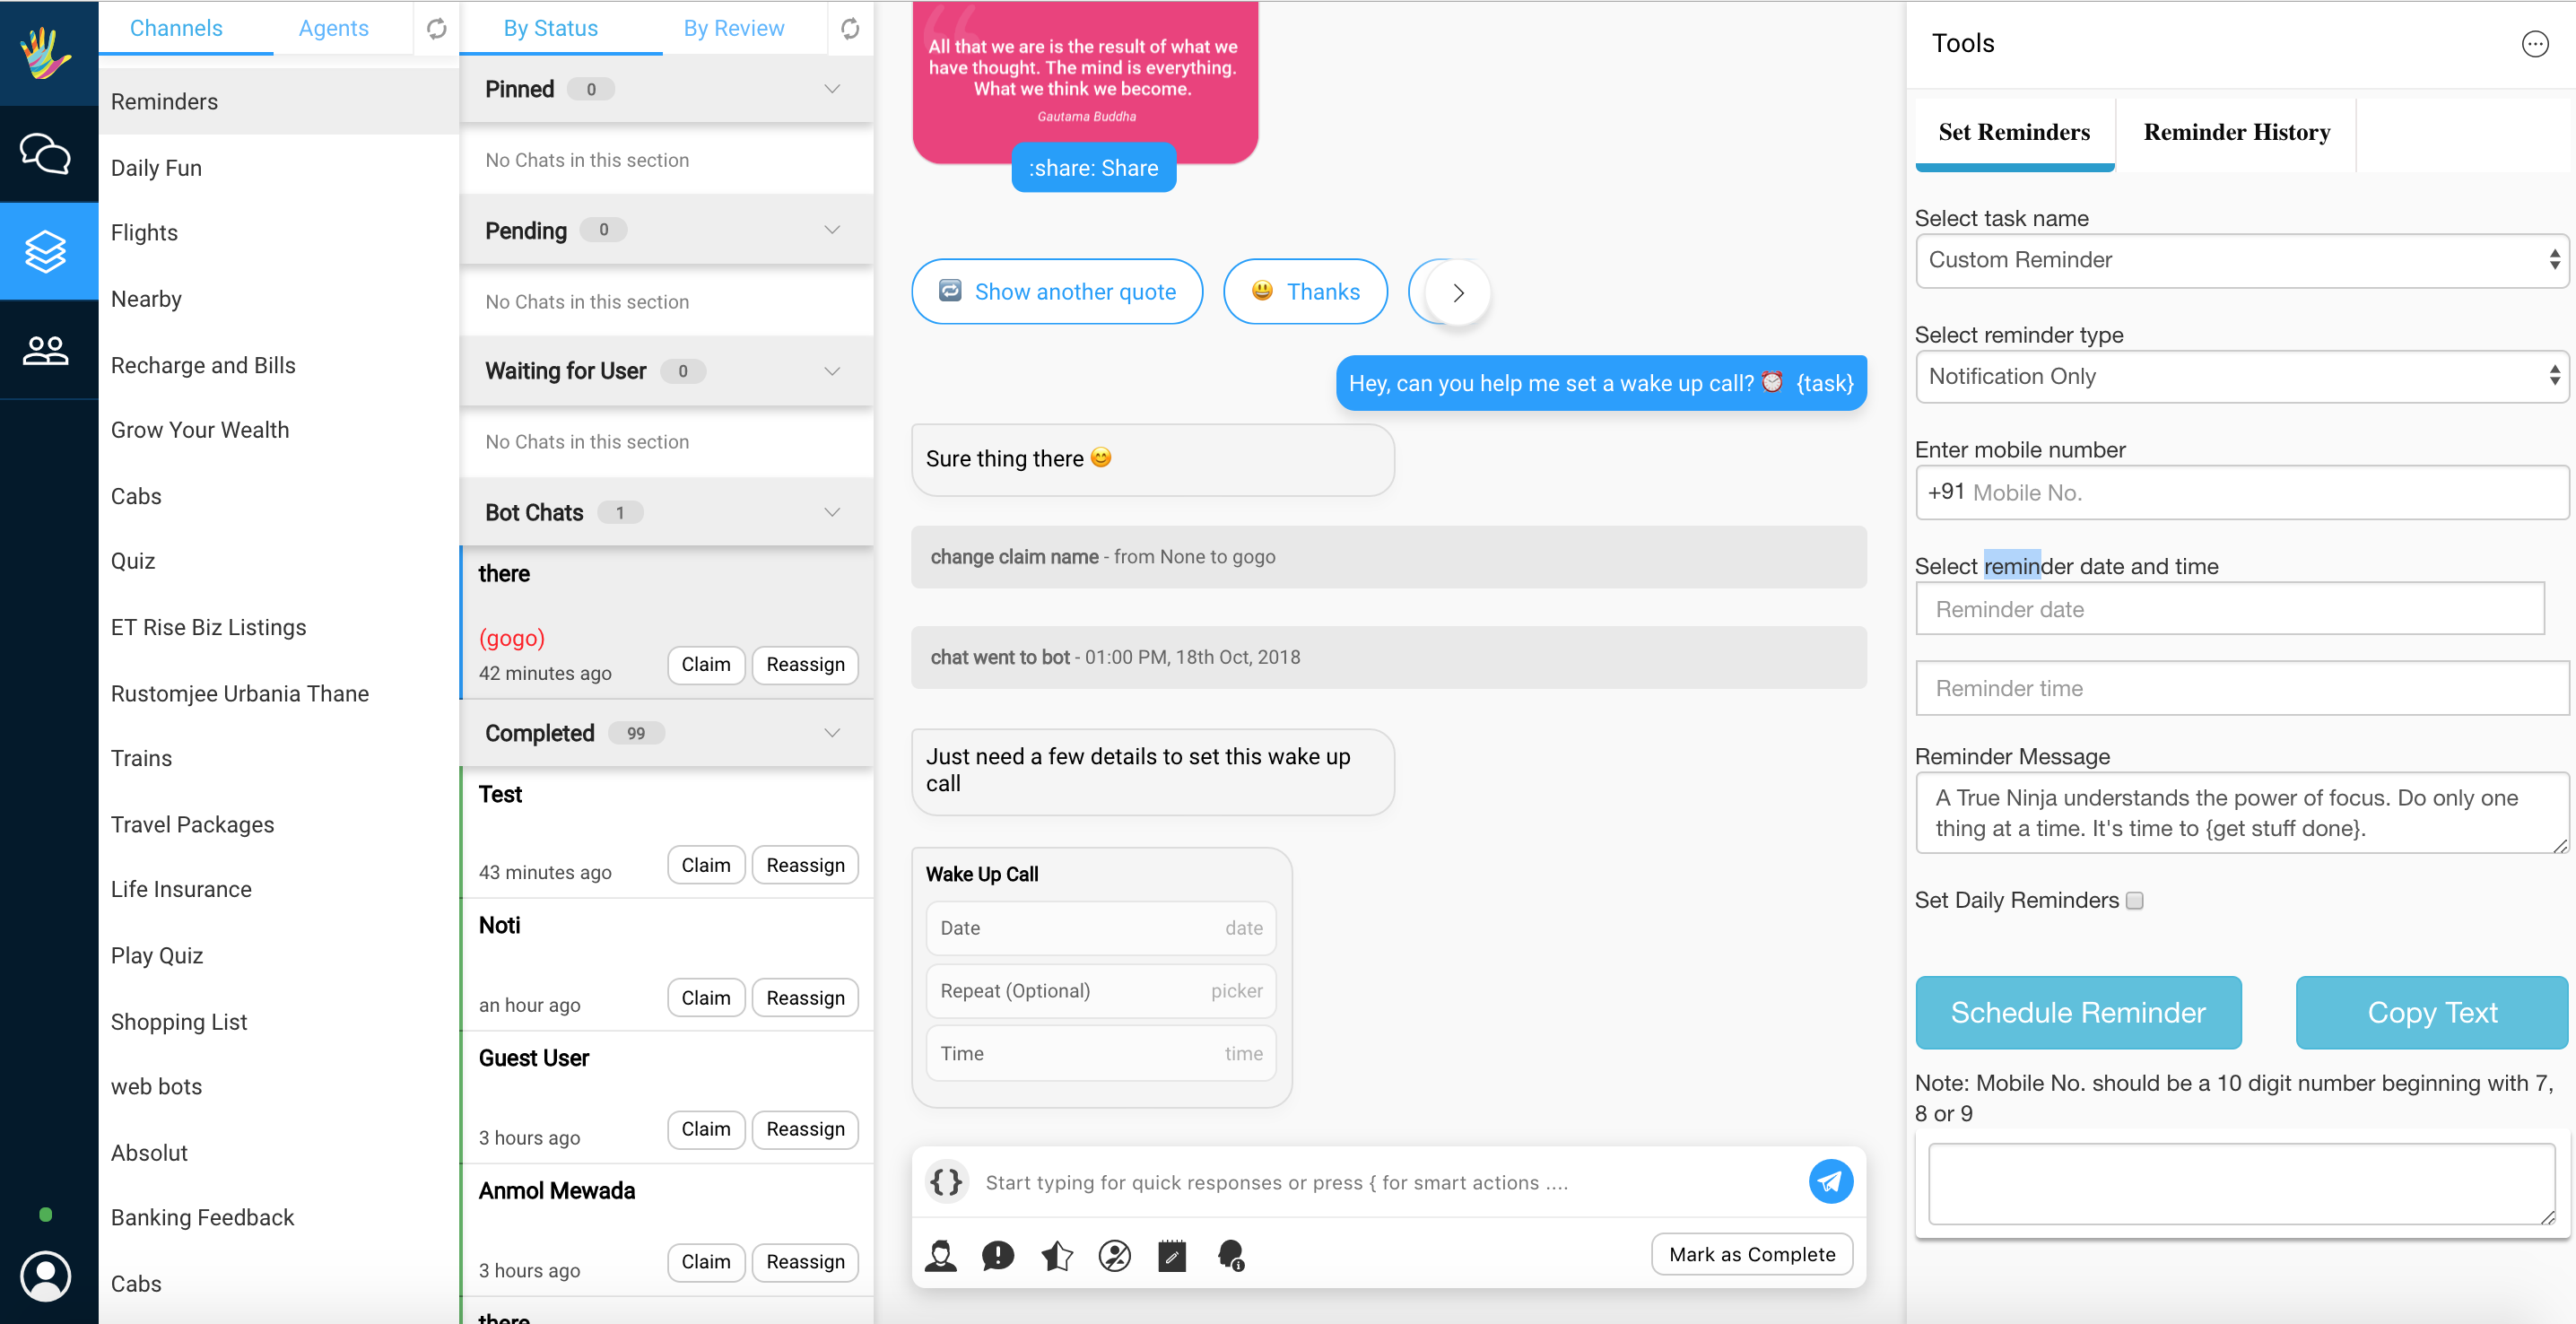 Channels
Agents
Reminders
Daily Fun
Flights
Nearby
Recharge and Bills
Grow Your Wealth
Cabs
Quiz
ET Rise Biz Listings
Rustomjee Urbania Thane
Trains
Travel Packages
Life Insurance
Play Quiz
Shopping List
web bots
Absolut
Banking Feedback
Cabs
By Status
By Review
Pinned 0
No Chats in this section
Pending 0
No Chats in this section
Waiting for User 0
No Chats in this section
Bot Chats 1
there
(gogo)
42 minutes ago
Claim
Reassign
Completed 99
Test
43 minutes ago
Claim
Reassign
Noti
an hour ago
Claim
Reassign
Guest User
3 hours ago
Claim
Reassign
Anmol Mewada
3 hours ago
Claim
Reassign
there
All that we are is the result of what we
have thought. The mind is everything.
What we think we become.
Gautama Buddha
:share: Share
Show another quote
Thanks
Hey, can you help me set a wake up call? ⏰ {task}
Sure thing there 😊
change claim name - from None to gogo
chat went to bot - 01:00 PM, 18th Oct, 2018
Just need a few details to set this wake up
call
Wake Up Call
Date date
Repeat (Optional) picker
Time time
{} Start typing for quick responses or press { for smart actions ....
Mark as Complete
Tools
Set Reminders
Reminder History
Select task name
Custom Reminder
Select reminder type
Notification Only
Enter mobile number
+91 Mobile No.
Select reminder date and time
Reminder date
Reminder time
Reminder Message
A True Ninja understands the power of focus. Do only one
thing at a time. It's time to {get stuff done}.
Set Daily Reminders
Schedule Reminder
Copy Text
Note: Mobile No. should be a 10 digit number beginning with 7,
8 or 9